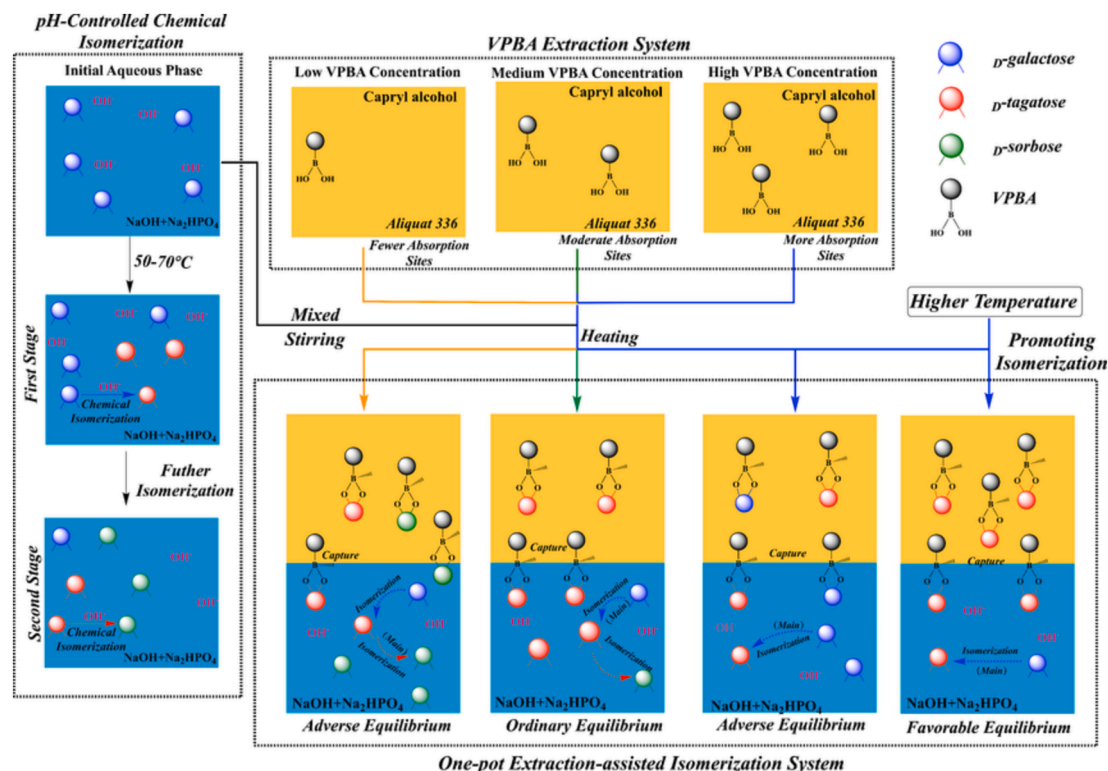 pH-Controlled Chemical
Isomerization
Initial Aqueous Phase
OH-
OH-
OH-
OH-
NaOH+Na2HPO4
50-70°C
First Stage
OH-
OH-
OH-
OH-
Chemical
Isomerization
NaOH+Na2HPO4
Futher
Isomerization
Second Stage
OH-
OH-
OH-
Chemical
Isomerization
NaOH+Na2HPO4
VPBA Extraction System
Low VPBA Concentration
Capryl alcohol
B
HO OH
Aliquat 336
Fewer Absorption
Sites
Medium VPBA Concentration
Capryl alcohol
B
HO OH
B
HO OH
Aliquat 336
Moderate Absorption
Sites
High VPBA Concentration
Capryl alcohol
B
HO OH
B
HO OH
B
HO OH
Aliquat 336
More Absorption
Sites
D-galactose
D-tagatose
D-sorbose
VPBA
B
HO OH
Mixed
Stirring
Heating
Higher Temperature
Promoting
Isomerization
B
O O
B
O O
B
O O
B
O O
Capture
Isomerization
(Main)
Isomerization
OH-
OH-
NaOH+Na2HPO4
Adverse Equilibrium
B
O O
B
O O
B
O O
B
O O
Capture
Isomerization
(Main)
Isomerization
OH
OH-
NaOH+Na2HPO4
Ordinary Equilibrium
B
O O
B
O O
B
O O
B
O O
Capture
(Main)
Isomerization
OH
OH-
NaOH+Na2HPO4
Adverse Equilibrium
B
O O
B
O O
B
O O
B
O O
B
O O
Capture
OH-
OH-
Isomerization
(Main)
NaOH+Na2HPO4
Favorable Equilibrium
One-pot Extraction-assisted Isomerization System